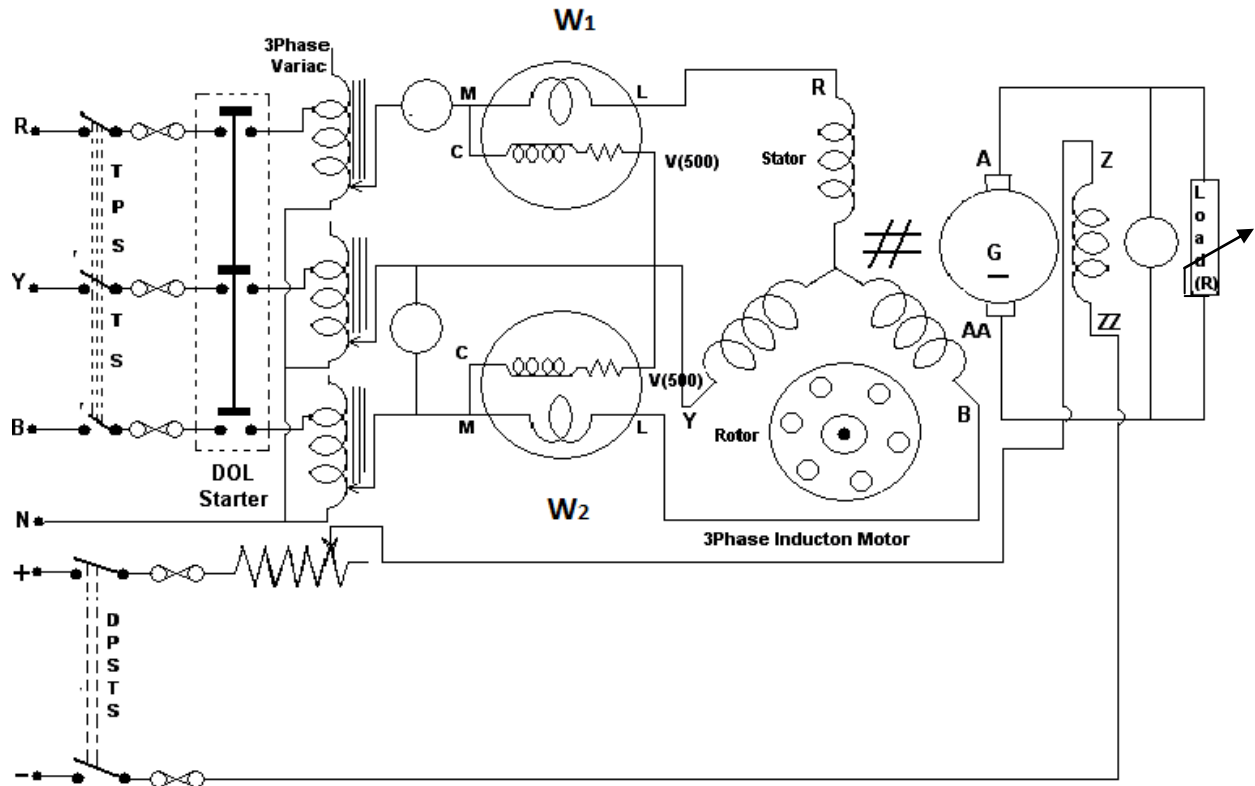 W1
3Phase
Variac
M
L
R
R
T
P
S
T
S
C
V(500)
Stator
A
Z
L
o
a
d
(R)
G
Y
AA
ZZ
C
V(500)
M
L
Y
B
Rotor
B
DOL
Starter
W2
N
3Phase Inducton Motor
+
D
P
S
T
S
-